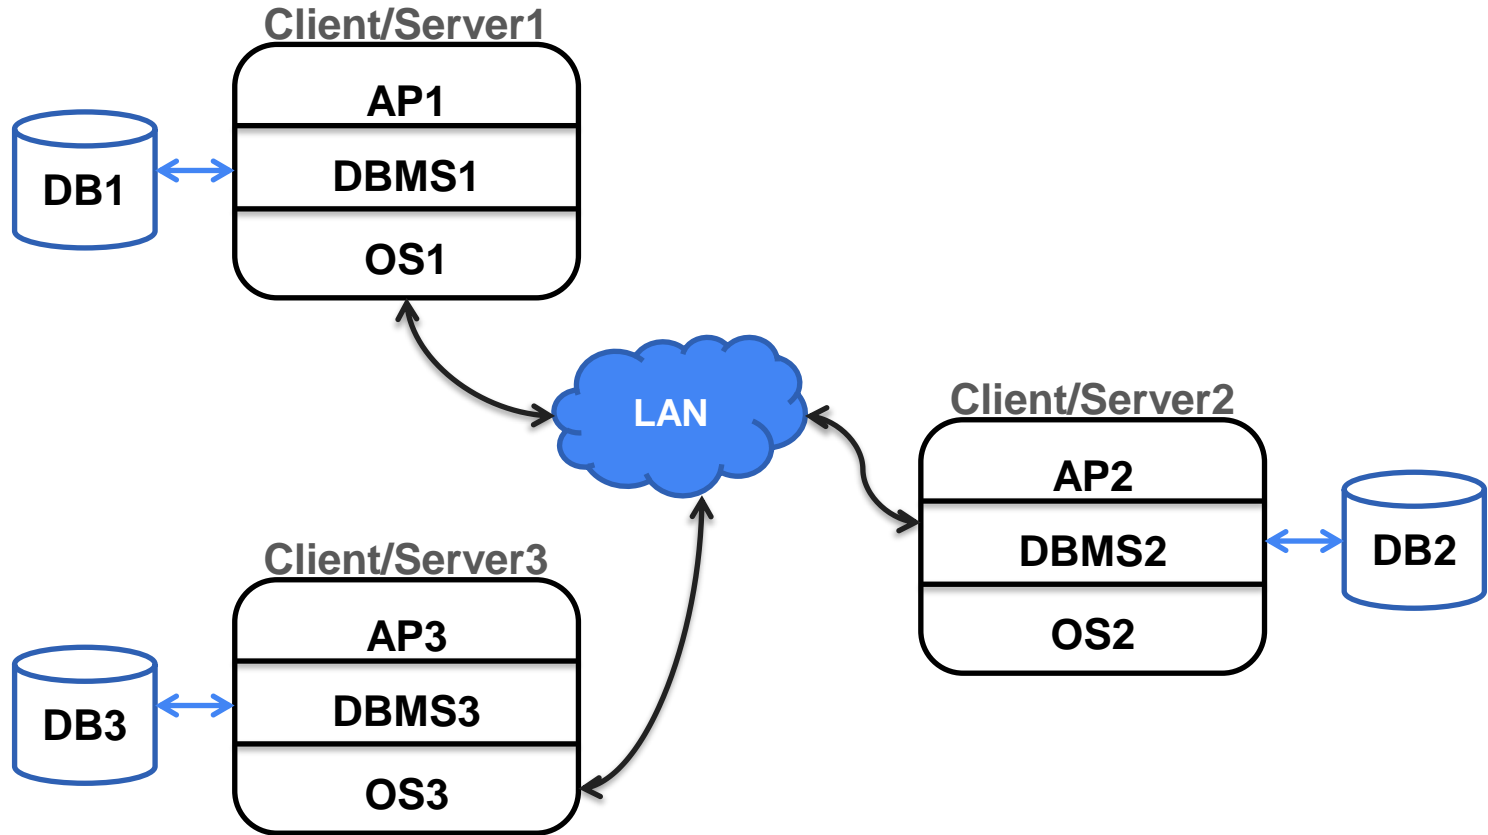 Client/Server1
AP1
DBMS1
OS1
DB1
LAN
Client/Server2
AP2
DBMS2
OS2
DB2
Client/Server3
AP3
DBMS3
OS3
DB3